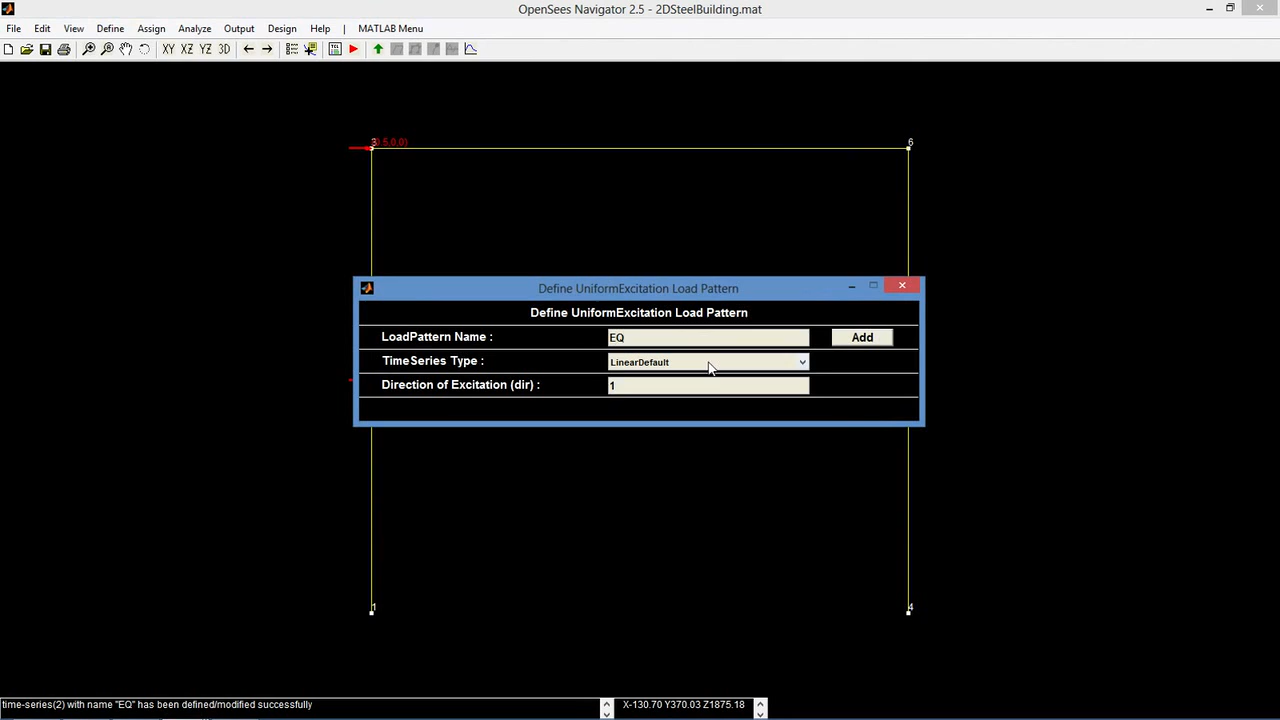 OpenSees Navigator 2.5 - 2DSteelBuilding.mat
File Edit View Define Assign Analyze Output Design Help | MATLAB Menu
XY XZ YZ 3D
6
Define UniformExcitation Load Pattern
Define UniformExcitation Load Pattern
LoadPattern Name : EQ Add
TimeSeries Type : LinearDefault
Direction of Excitation (dir) : 1
1 4
time-series(2) with name "EQ" has been defined/modified successfully X-130.70 Y370.03 Z1875.18